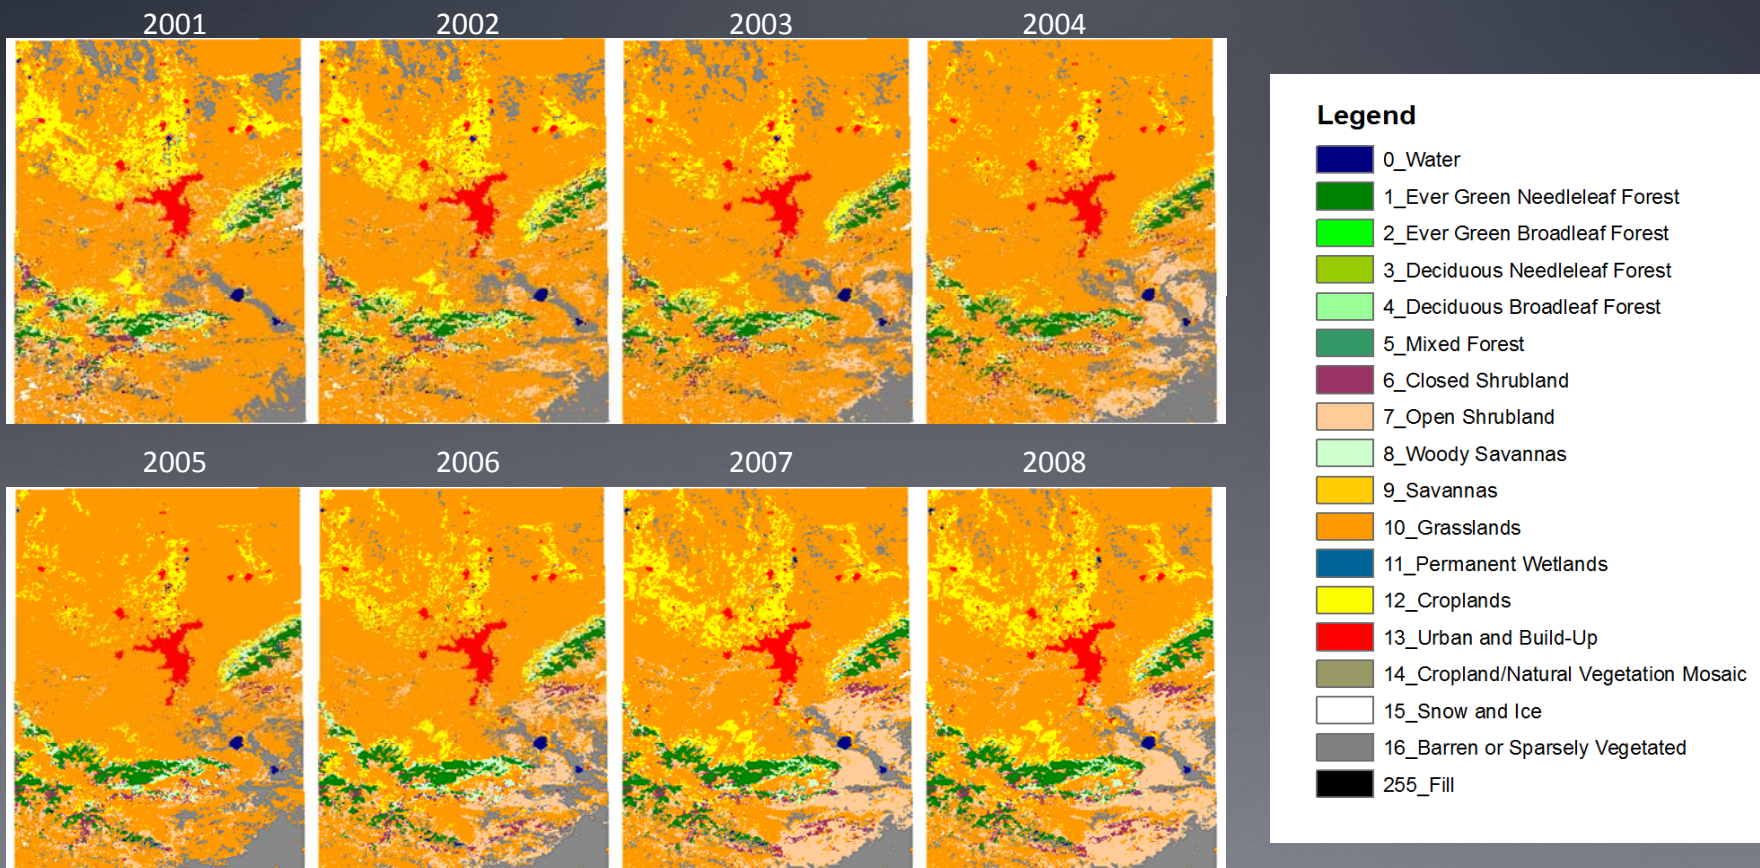 2001
2002
2003
2004
2005
2006
2007
2008
Legend
0_Water
1_Ever Green Needleleaf Forest
2_Ever Green Broadleaf Forest
3_Deciduous Needleleaf Forest
4_Deciduous Broadleaf Forest
5_Mixed Forest
6_Closed Shrubland
7_Open Shrubland
8_Woody Savannas
9_Savannas
10_Grasslands
11_Permanent Wetlands
12_Croplands
13_Urban and Build-Up
14_Cropland/Natural Vegetation Mosaic
15_Snow and Ice
16_Barren or Sparsely Vegetated
255_Fill